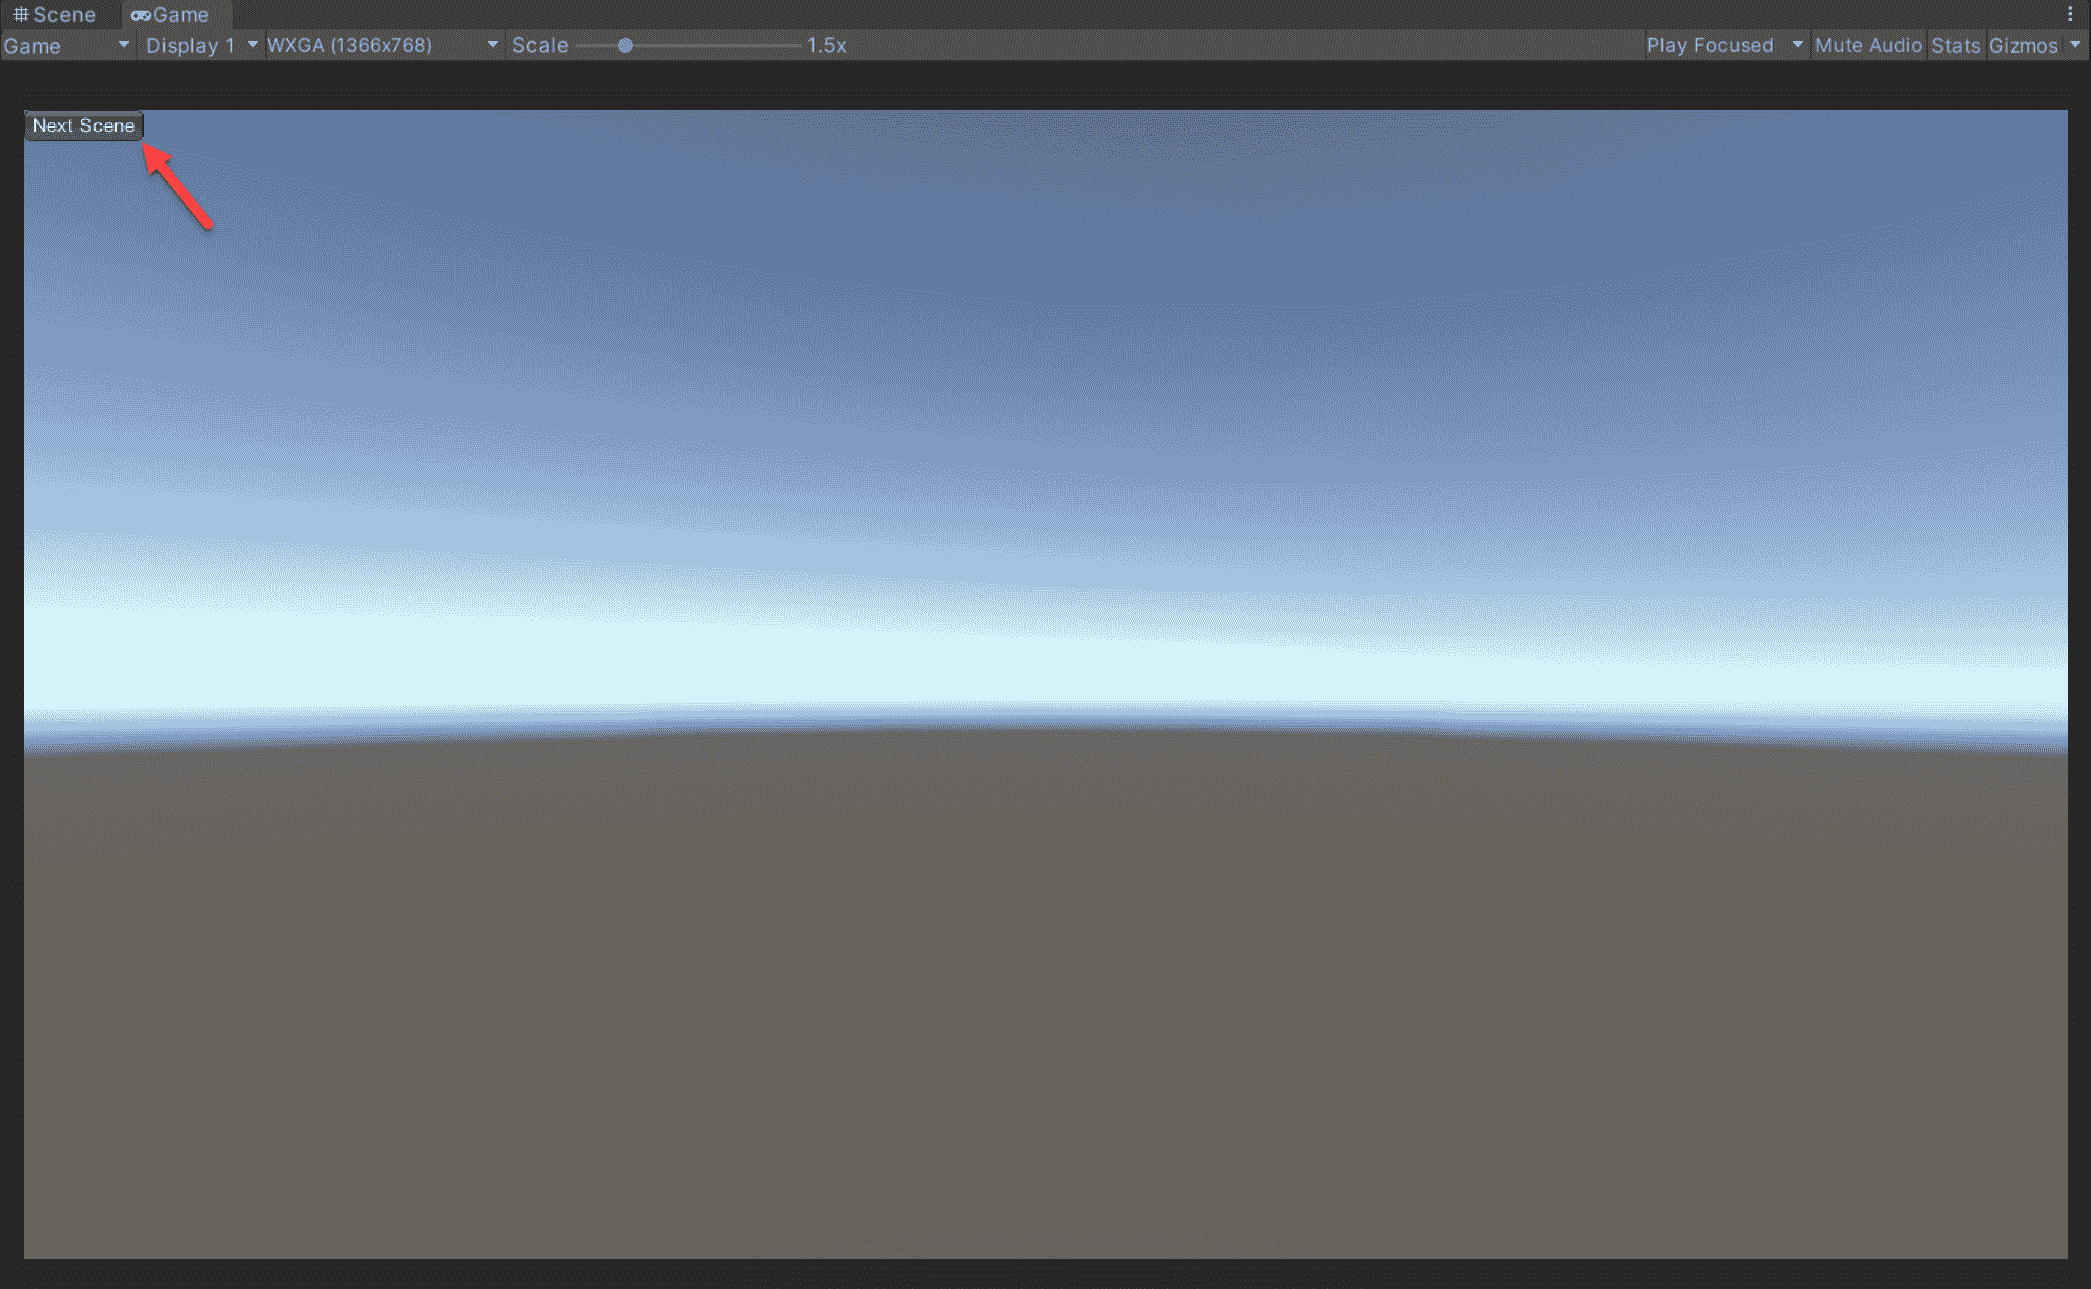 Scene Game
Game Display 1 WXGA (1366x768) Scale 1.5x Play Focused Mute Audio Stats Gizmos
Next Scene